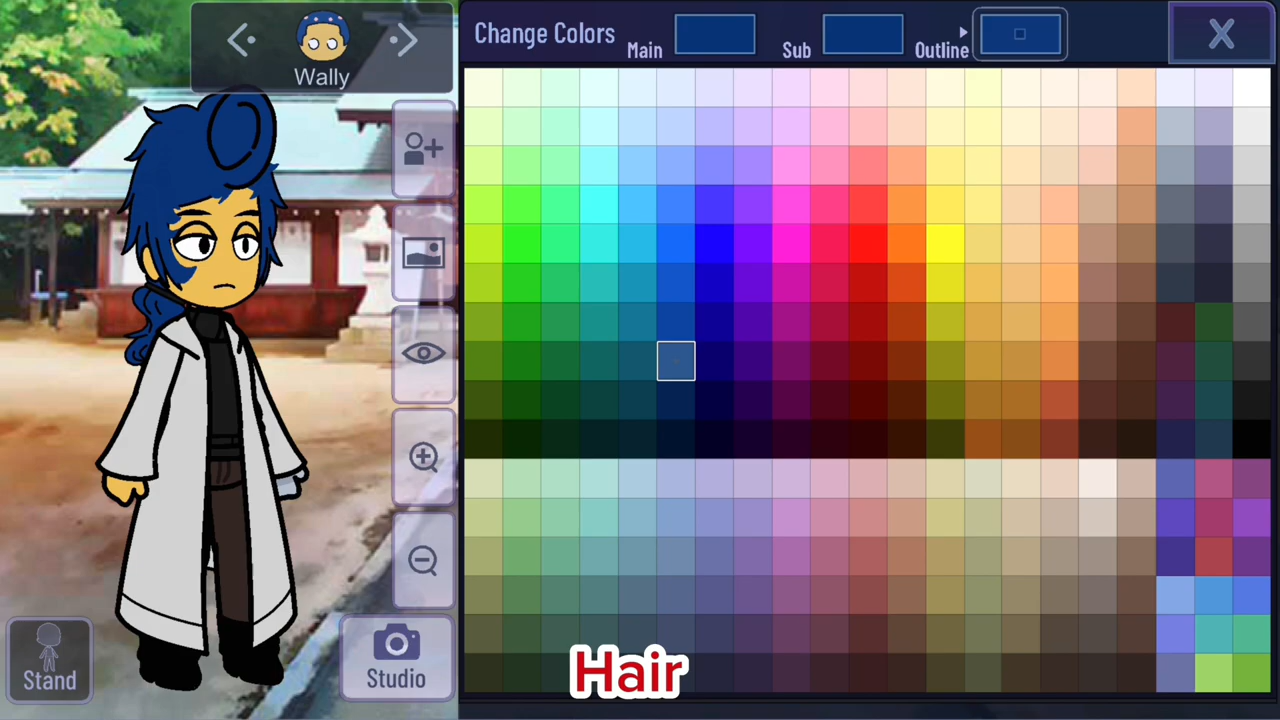 Wally
Change Colors
Main
Sub
Outline
Stand
Studio
Hair